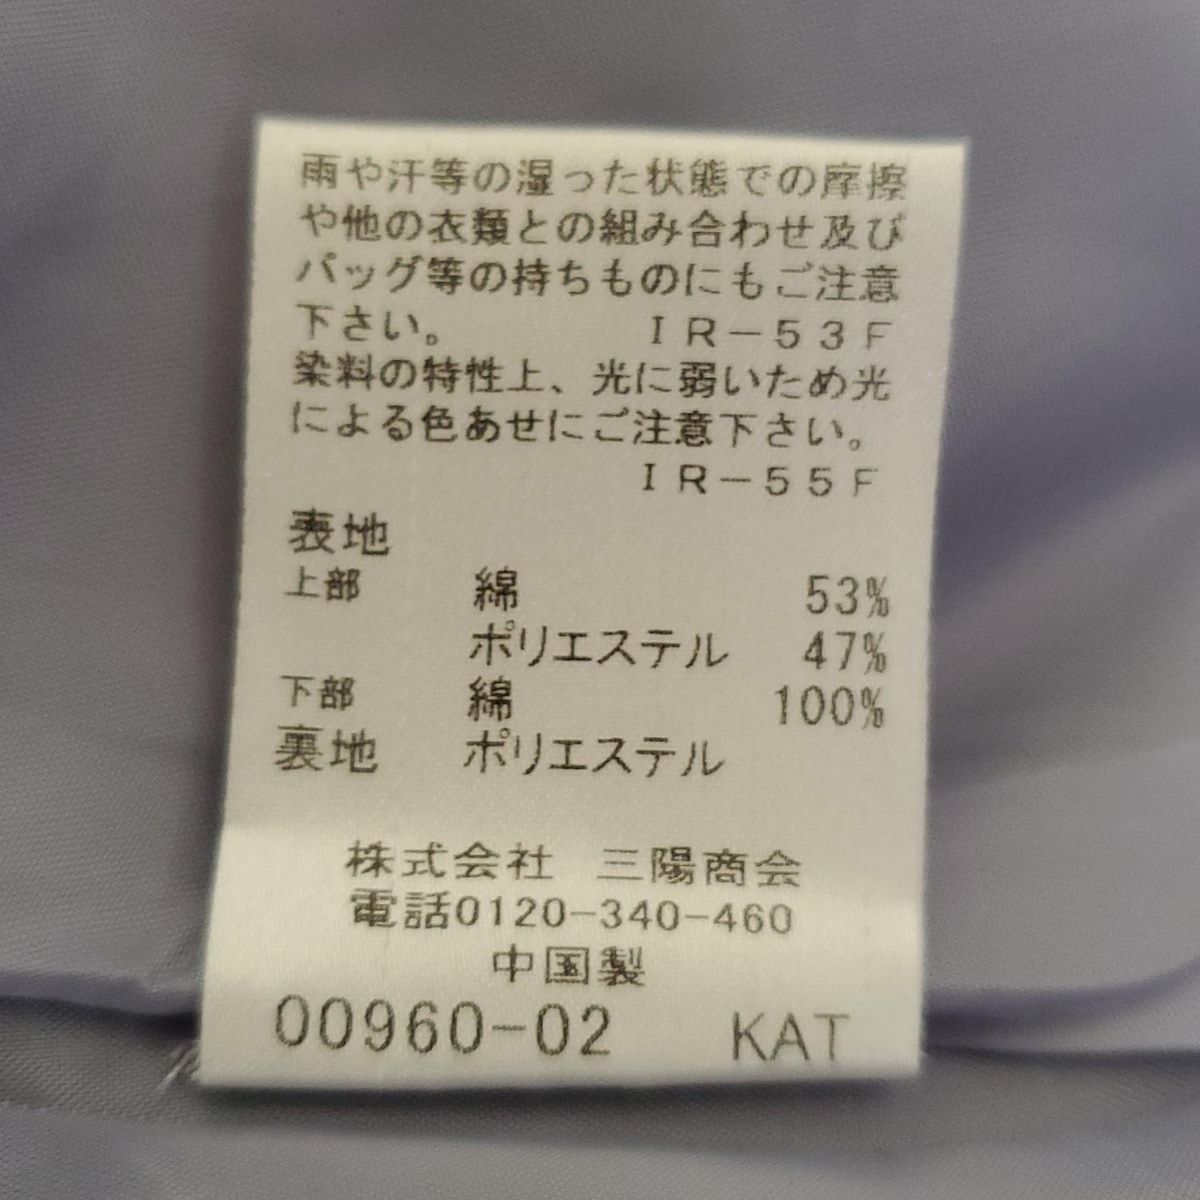 雨や汗等の湿った状態での摩擦
や他の衣類との組み合わせ及び
バッグ等の持ちものにもご注意
下さい。 IR-53F
染料の特性上、光に弱いため光
による色あせにご注意下さい。
IR-55F
表地
上部 綿 53%
ポリエステル 47%
下部 綿 100%
裏地 ポリエステル
株式会社 三陽商会
電話0120-340-460
中国製
00960-02 KAT